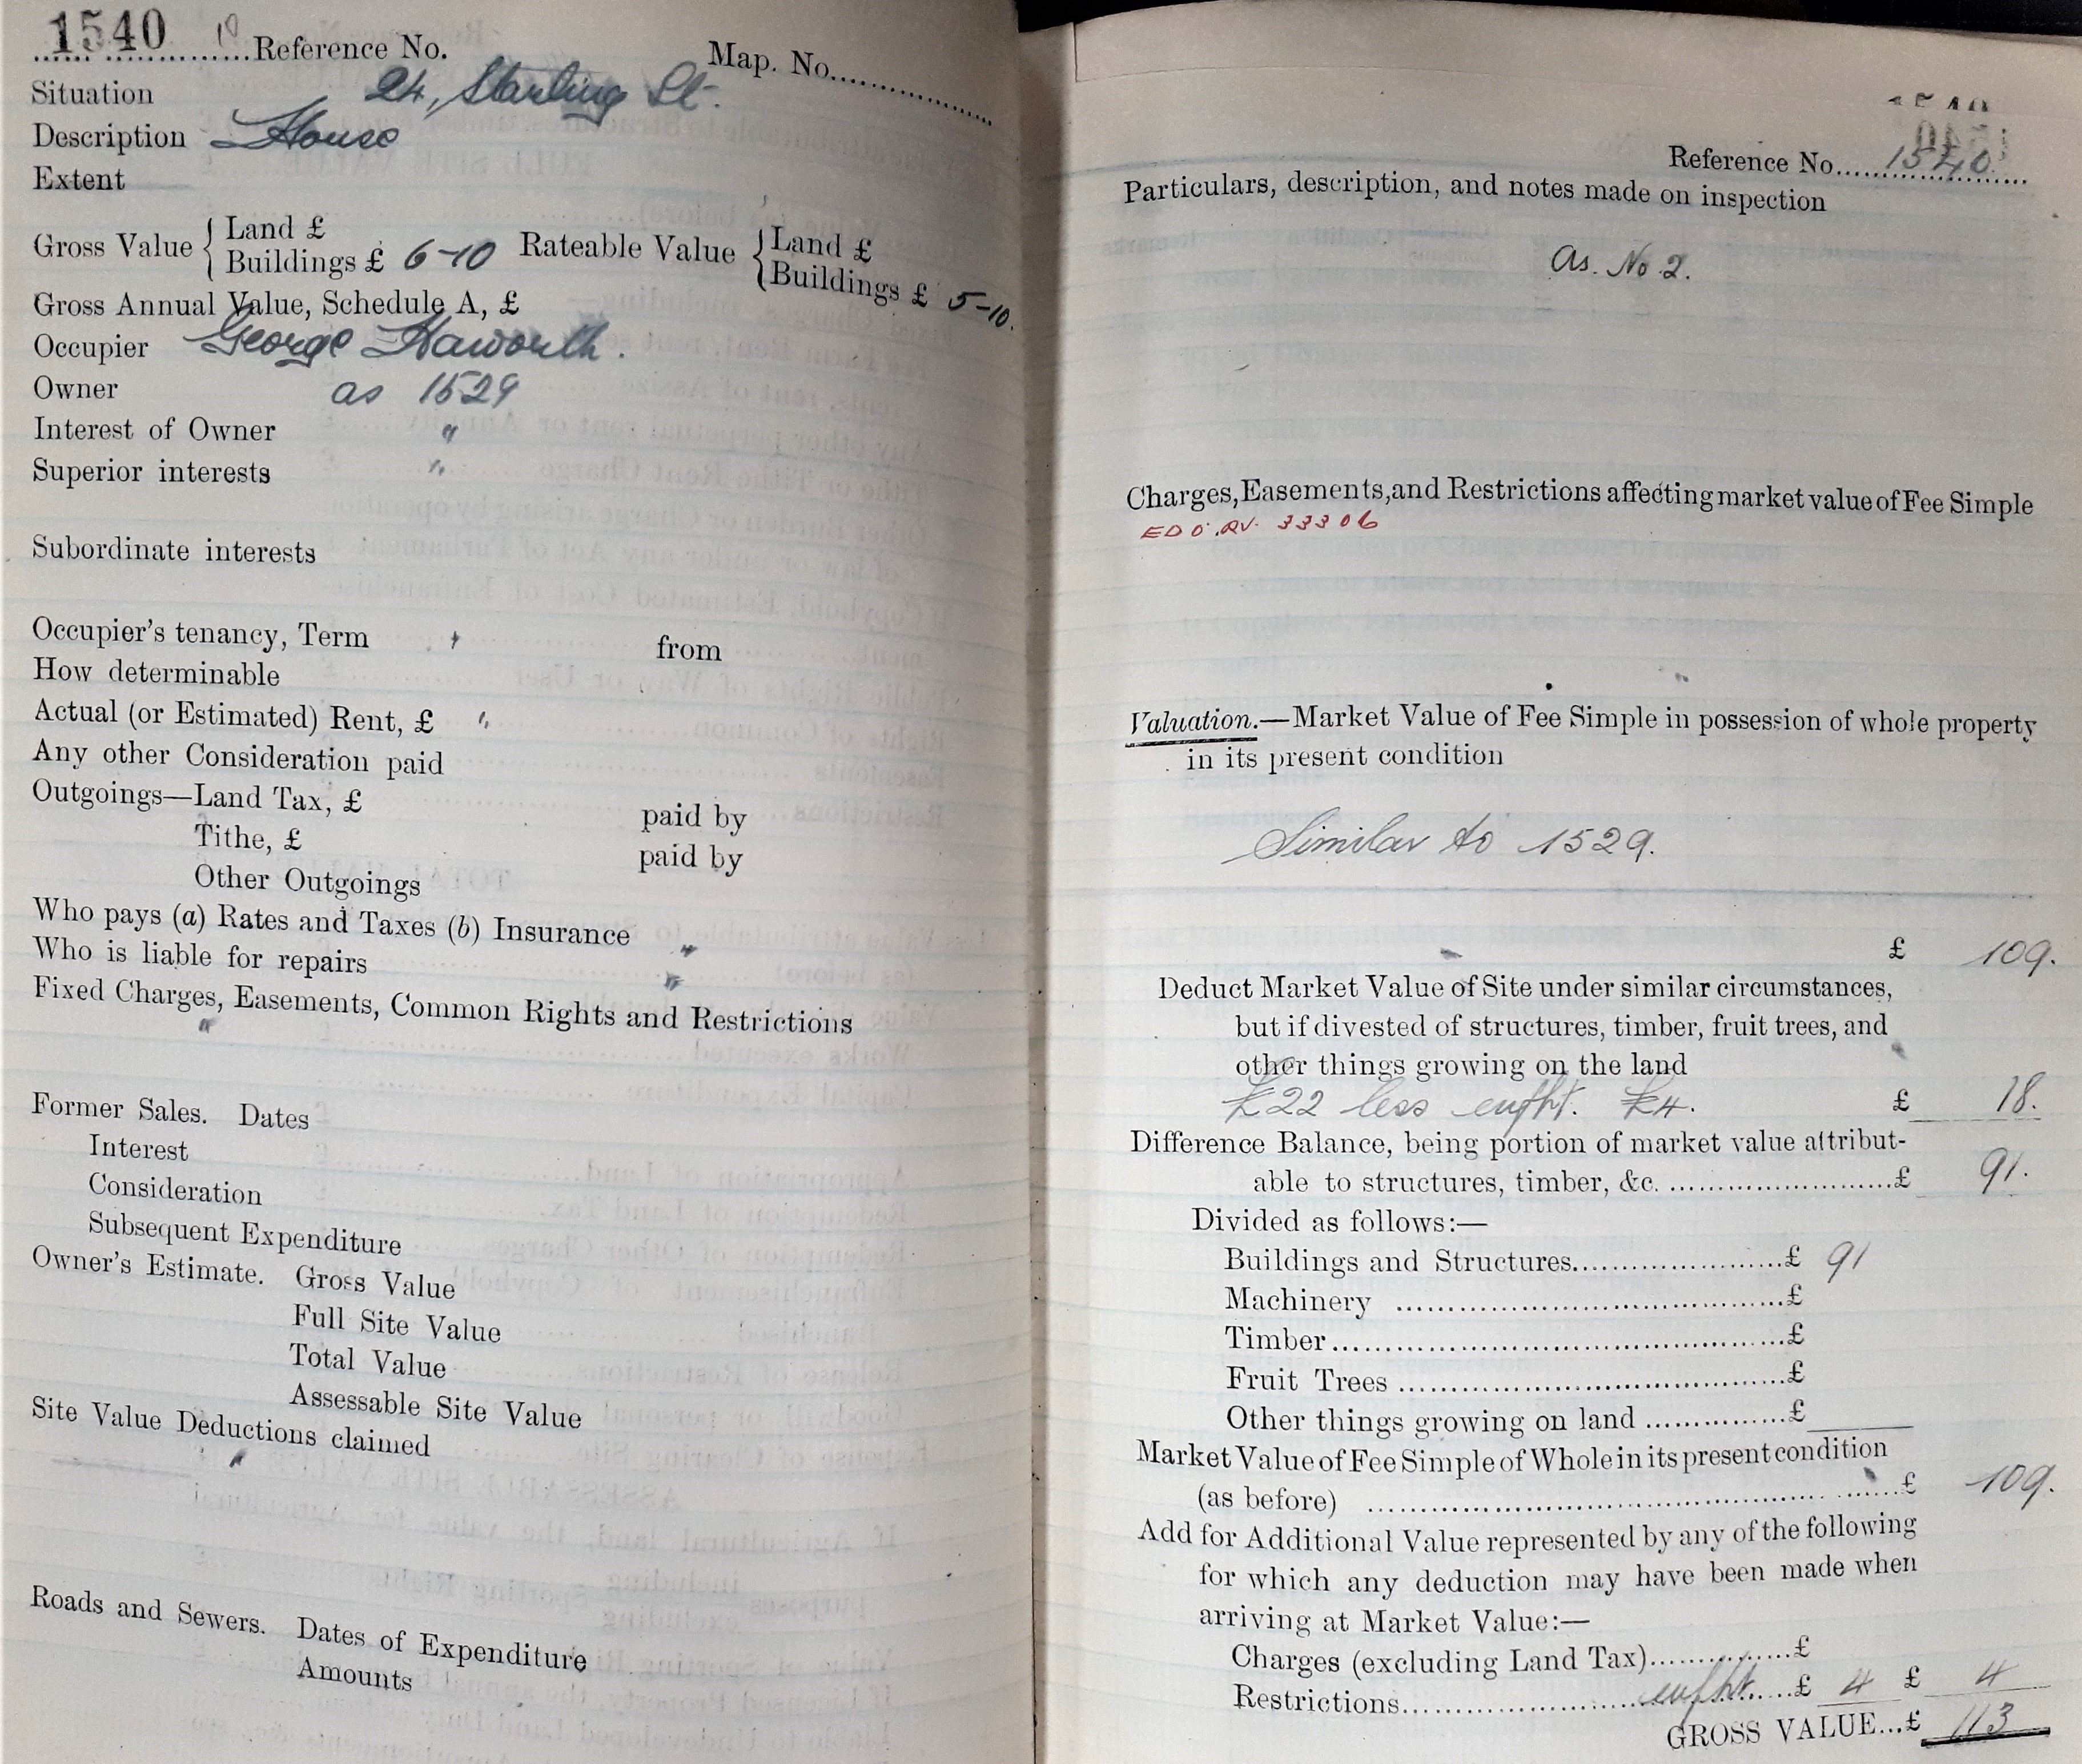 1540 10 Reference No. Map. No.
Situation 24, Starling St.
Description House
Extent
Gross Value { Land £
Buildings £ 6-10 Rateable Value { Land £
Buildings £ 5-10.
Gross Annual Value, Schedule A, £
Occupier George Haworth.
Owner as 1529
Interest of Owner "
Superior interests "
Subordinate interests
Occupier's tenancy, Term " from
How determinable
Actual (or Estimated) Rent, £ "
Any other Consideration paid
Outgoings—Land Tax, £ paid by
Tithe, £ paid by
Other Outgoings
Who pays (a) Rates and Taxes (b) Insurance "
Who is liable for repairs "
Fixed Charges, Easements, Common Rights and Restrictions
"
Former Sales. Dates
Interest
Consideration
Subsequent Expenditure
Owner's Estimate. Gross Value
Full Site Value
Total Value
Assessable Site Value
Site Value Deductions claimed
"
Roads and Sewers. Dates of Expenditure
Amounts
1540
Reference No. 1540.
Particulars, description, and notes made on inspection
As. No 2.
Charges, Easements, and Restrictions affecting market value of Fee Simple
33306
Valuation.—Market Value of Fee Simple in possession of whole property
in its present condition
Similar to 1529.
£ 109.
Deduct Market Value of Site under similar circumstances,
but if divested of structures, timber, fruit trees, and
other things growing on the land
£22 less £4. £ 18.
Difference Balance, being portion of market value attribut-
able to structures, timber, &c. £ 91.
Divided as follows:—
Buildings and Structures £ 91
Machinery £
Timber £
Fruit Trees £
Other things growing on land £
Market Value of Fee Simple of Whole in its present condition
(as before) £ 109.
Add for Additional Value represented by any of the following
for which any deduction may have been made when
arriving at Market Value:—
Charges (excluding Land Tax) £
Restrictions £ 4 £ 4
GROSS VALUE...£ 113